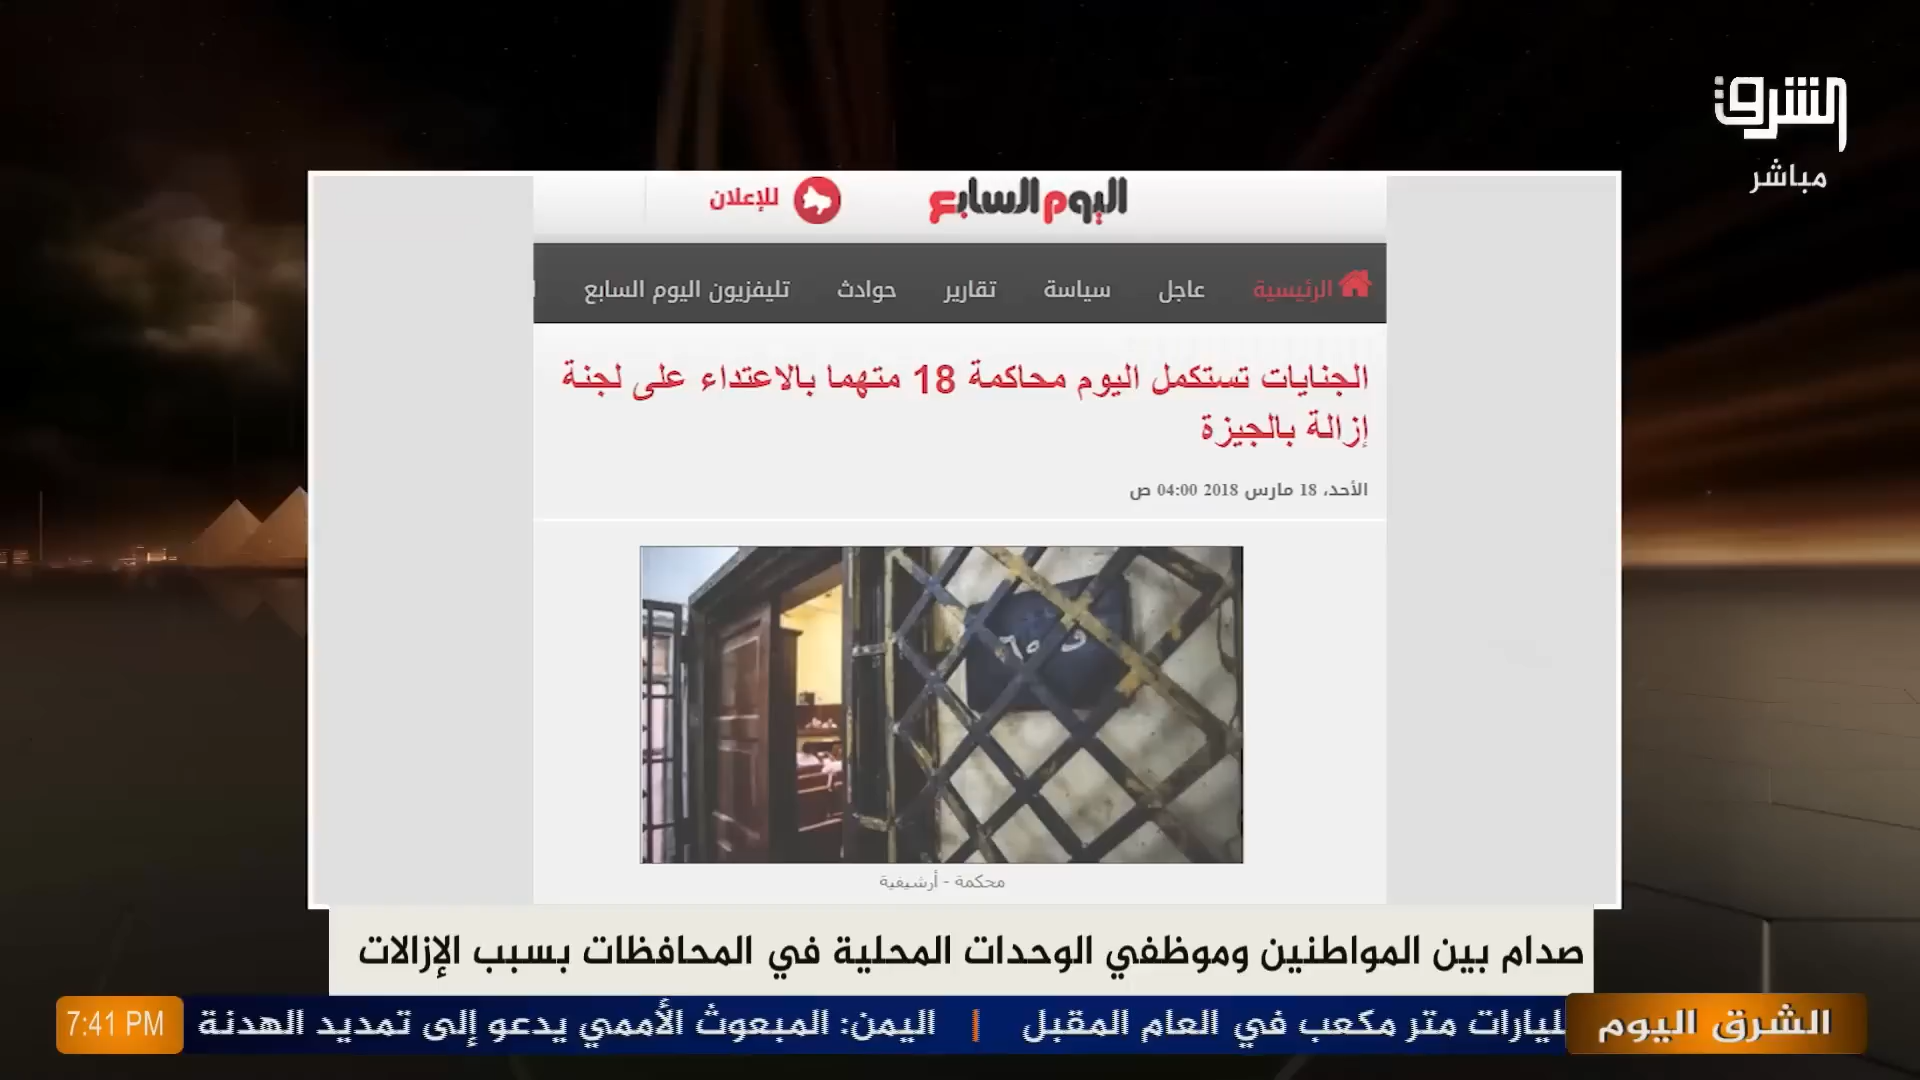 الشرق
مباشر
اليوم السابع
للإعلان
الرئيسية
عاجل
سياسة
تقارير
حوادث
تليفزيون اليوم السابع
الجنايات تستكمل اليوم محاكمة 18 متهما بالاعتداء على لجنة
إزالة بالجيزة
الأحد، 18 مارس 2018 04:00 ص
محكمة - أرشيفية
صدام بين المواطنين وموظفي الوحدات المحلية في المحافظات بسبب الإزالات
الشرق اليوم
متر مكعب في العام المقبل | اليمن: المبعوث الأممي يدعو إلى تمديد الهدنة
7:41 PM